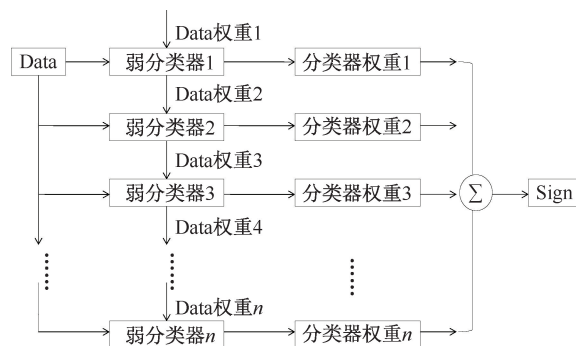 Data权重1
Data
弱分类器1
分类器权重1
Data权重2
弱分类器2
分类器权重2
Data权重3
弱分类器3
分类器权重3
∑
Sign
Data权重4
Data权重n
弱分类器n
分类器权重n